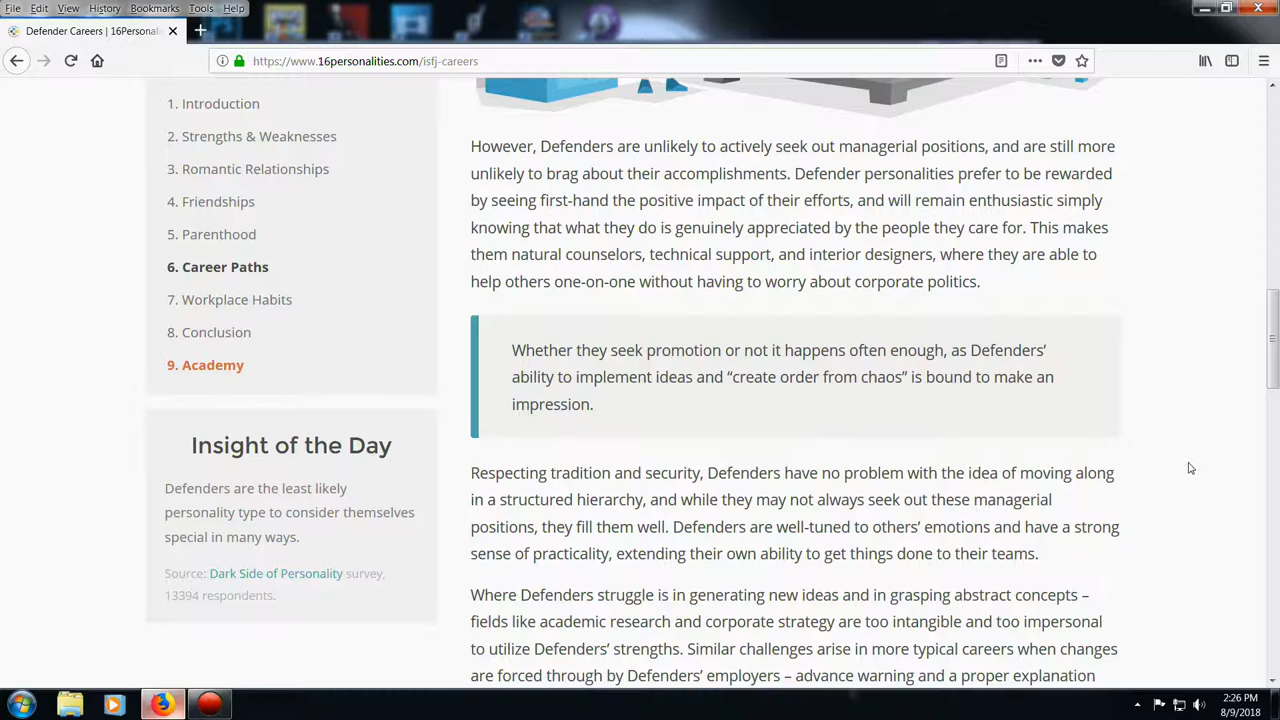 File Edit View History Bookmarks Tools Help
Defender Careers | 16Personali
https://www.16personalities.com/isfj-careers
1. Introduction
2. Strengths & Weaknesses
3. Romantic Relationships
4. Friendships
5. Parenthood
6. Career Paths
7. Workplace Habits
8. Conclusion
9. Academy
Insight of the Day
Defenders are the least likely
personality type to consider themselves
special in many ways.
Source: Dark Side of Personality survey,
13394 respondents.
However, Defenders are unlikely to actively seek out managerial positions, and are still more
unlikely to brag about their accomplishments. Defender personalities prefer to be rewarded
by seeing first-hand the positive impact of their efforts, and will remain enthusiastic simply
knowing that what they do is genuinely appreciated by the people they care for. This makes
them natural counselors, technical support, and interior designers, where they are able to
help others one-on-one without having to worry about corporate politics.
Whether they seek promotion or not it happens often enough, as Defenders’
ability to implement ideas and “create order from chaos” is bound to make an
impression.
Respecting tradition and security, Defenders have no problem with the idea of moving along
in a structured hierarchy, and while they may not always seek out these managerial
positions, they fill them well. Defenders are well-tuned to others’ emotions and have a strong
sense of practicality, extending their own ability to get things done to their teams.
Where Defenders struggle is in generating new ideas and in grasping abstract concepts –
fields like academic research and corporate strategy are too intangible and too impersonal
to utilize Defenders’ strengths. Similar challenges arise in more typical careers when changes
are forced through by Defenders’ employers – advance warning and a proper explanation
2:26 PM
8/9/2018